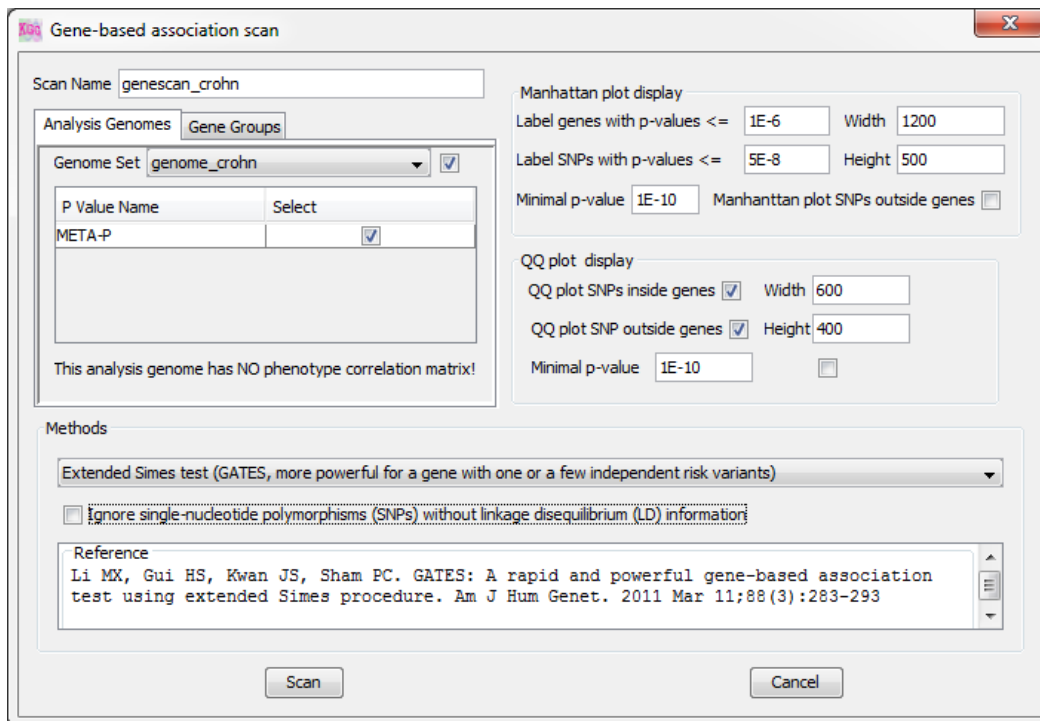 KGG Gene-based association scan
Scan Name genescan_crohn
Analysis Genomes Gene Groups
Genome Set genome_crohn
P Value Name Select
META-P
This analysis genome has NO phenotype correlation matrix!
Manhattan plot display
Label genes with p-values <= 1E-6 Width 1200
Label SNPs with p-values <= 5E-8 Height 500
Minimal p-value 1E-10 Manhanttan plot SNPs outside genes
QQ plot display
QQ plot SNPs inside genes Width 600
QQ plot SNP outside genes Height 400
Minimal p-value 1E-10
Methods
Extended Simes test (GATES, more powerful for a gene with one or a few independent risk variants)
Ignore single-nucleotide polymorphisms (SNPs) without linkage disequilibrium (LD) information
Reference
Li MX, Gui HS, Kwan JS, Sham PC. GATES: A rapid and powerful gene-based association
test using extended Simes procedure. Am J Hum Genet. 2011 Mar 11;88(3):283-293
Scan Cancel